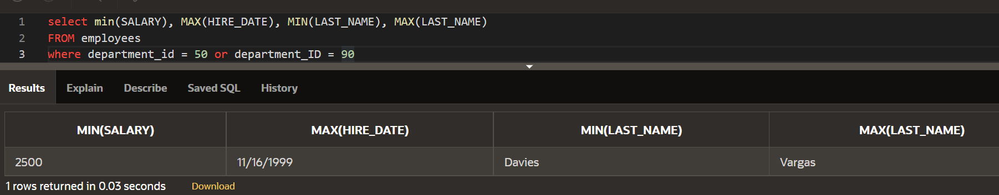 1 select min(SALARY), MAX(HIRE_DATE), MIN(LAST_NAME), MAX(LAST_NAME)
2 FROM employees
3 where department_id = 50 or department_ID = 90
Results Explain Describe Saved SQL History
MIN(SALARY) MAX(HIRE_DATE) MIN(LAST_NAME) MAX(LAST_NAME)
2500 11/16/1999 Davies Vargas
1 rows returned in 0.03 seconds Download